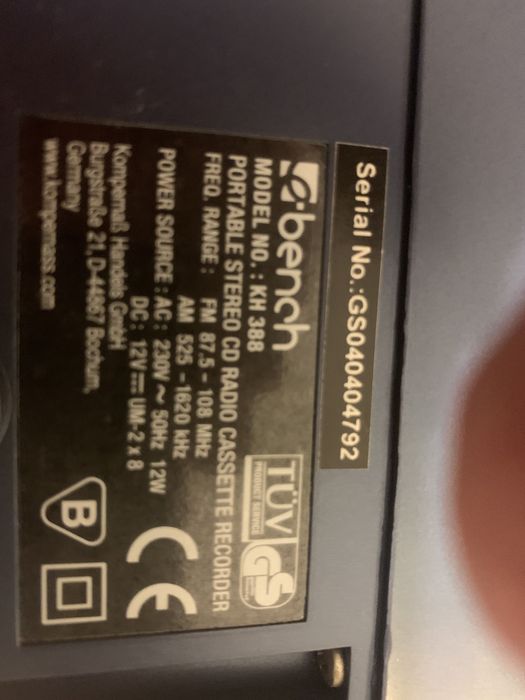 Serial No.:GS040404792
e-bench
MODEL NO.: KH 388
PORTABLE STEREO CD RADIO CASSETTE RECORDER
FREQ. RANGE: FM 87.5 - 108 MHz
AM 525 - 1620 kHz
POWER SOURCE: AC: 230V ~ 50Hz 12W
DC: 12V ⎓ UM-2 x 8
Kompernaß Handels GmbH
Burgstraße 21, D-44867 Bochum,
Germany
www.kompernass.com
TÜV
PRODUCT SERVICE
GS
CE
B